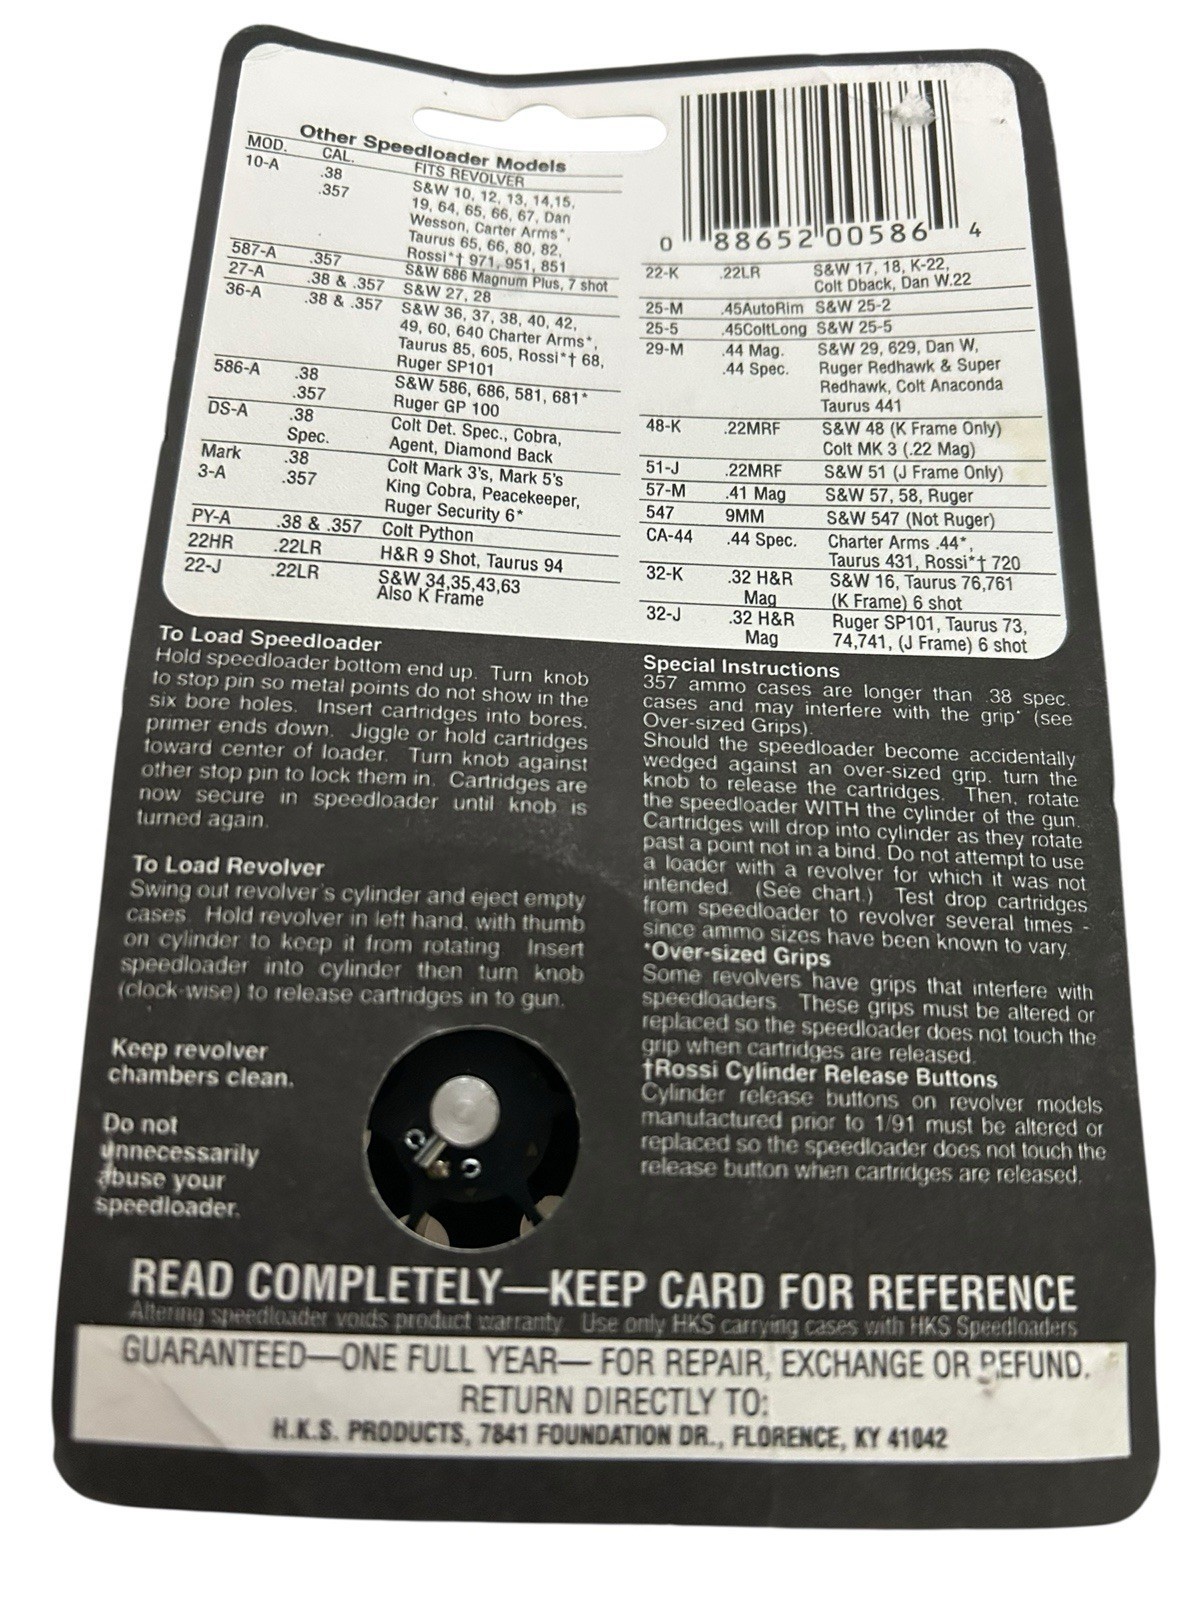 Other Speedloader Models
MOD. CAL. FITS REVOLVER
10-A .38 S&W 10, 12, 13, 14,15,
.357 19, 64, 65, 66, 67, Dan
Wesson, Carter Arms*,
Taurus 65, 66, 80, 82,
Rossi*† 971, 951, 851
587-A .357 S&W 686 Magnum Plus, 7 shot
27-A .38 & .357 S&W 27, 28
36-A .38 & .357 S&W 36, 37, 38, 40, 42,
49, 60, 640 Charter Arms*,
Taurus 85, 605, Rossi*† 68,
Ruger SP101
586-A .38 S&W 586, 686, 581, 681*
.357 Ruger GP 100
DS-A .38 Colt Det. Spec., Cobra,
Spec. Agent, Diamond Back
Mark .38 Colt Mark 3's, Mark 5's
3-A .357 King Cobra, Peacekeeper,
Ruger Security 6*
PY-A .38 & .357 Colt Python
22HR .22LR H&R 9 Shot, Taurus 94
22-J .22LR S&W 34,35,43,63
Also K Frame
0 88652 00586 4
22-K .22LR S&W 17, 18, K-22,
Colt Dback, Dan W.22
25-M .45AutoRim S&W 25-2
25-5 .45ColtLong S&W 25-5
29-M .44 Mag. S&W 29, 629, Dan W,
.44 Spec. Ruger Redhawk & Super
Redhawk, Colt Anaconda
Taurus 441
48-K .22MRF S&W 48 (K Frame Only)
Colt MK 3 (.22 Mag)
51-J .22MRF S&W 51 (J Frame Only)
57-M .41 Mag S&W 57, 58, Ruger
547 9MM S&W 547 (Not Ruger)
CA-44 .44 Spec. Charter Arms .44*,
Taurus 431, Rossi*† 720
32-K .32 H&R S&W 16, Taurus 76,761
Mag (K Frame) 6 shot
32-J .32 H&R Ruger SP101, Taurus 73,
Mag 74,741, (J Frame) 6 shot
To Load Speedloader
Hold speedloader bottom end up. Turn knob
to stop pin so metal points do not show in the
six bore holes. Insert cartridges into bores,
primer ends down. Jiggle or hold cartridges
toward center of loader. Turn knob against
other stop pin to lock them in. Cartridges are
now secure in speedloader until knob is
turned again.
To Load Revolver
Swing out revolver's cylinder and eject empty
cases. Hold revolver in left hand, with thumb
on cylinder to keep it from rotating. Insert
speedloader into cylinder then turn knob
(clock-wise) to release cartridges in to gun.
Keep revolver
chambers clean.
Do not
unnecessarily
abuse your
speedloader.
Special Instructions
357 ammo cases are longer than .38 spec.
cases and may interfere with the grip* (see
Over-sized Grips).
Should the speedloader become accidentally
wedged against an over-sized grip, turn the
knob to release the cartridges. Then, rotate
the speedloader WITH the cylinder of the gun.
Cartridges will drop into cylinder as they rotate
past a point not in a bind. Do not attempt to use
a loader with a revolver for which it was not
intended. (See chart.) Test drop cartridges
from speedloader to revolver several times -
since ammo sizes have been known to vary.
*Over-sized Grips
Some revolvers have grips that interfere with
speedloaders. These grips must be altered or
replaced so the speedloader does not touch the
grip when cartridges are released.
†Rossi Cylinder Release Buttons
Cylinder release buttons on revolver models
manufactured prior to 1/91 must be altered or
replaced so the speedloader does not touch the
release button when cartridges are released.
READ COMPLETELY—KEEP CARD FOR REFERENCE
Altering speedloader voids product warranty. Use only HKS carrying cases with HKS Speedloaders
GUARANTEED—ONE FULL YEAR— FOR REPAIR, EXCHANGE OR REFUND.
RETURN DIRECTLY TO:
H.K.S. PRODUCTS, 7841 FOUNDATION DR., FLORENCE, KY 41042